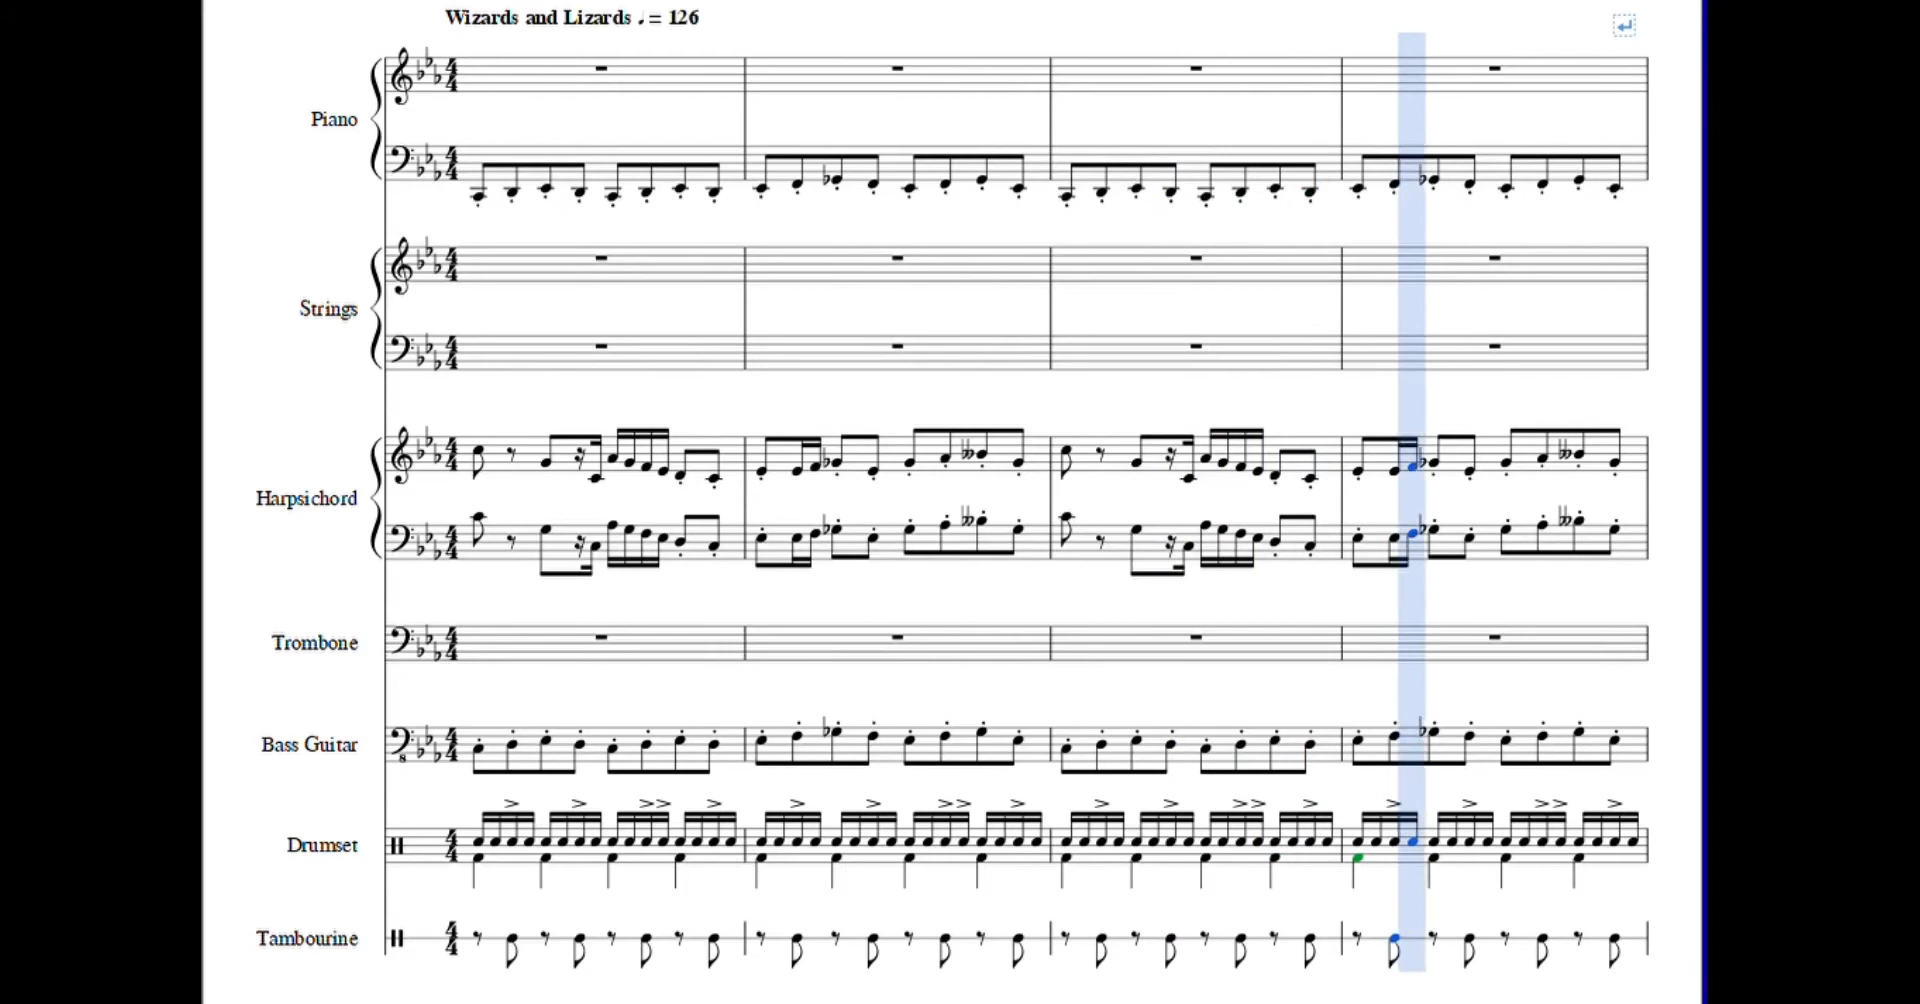 Wizards and Lizards ♩ = 126
Piano
Strings
Harpsichord
Trombone
Bass Guitar
Drumset
Tambourine